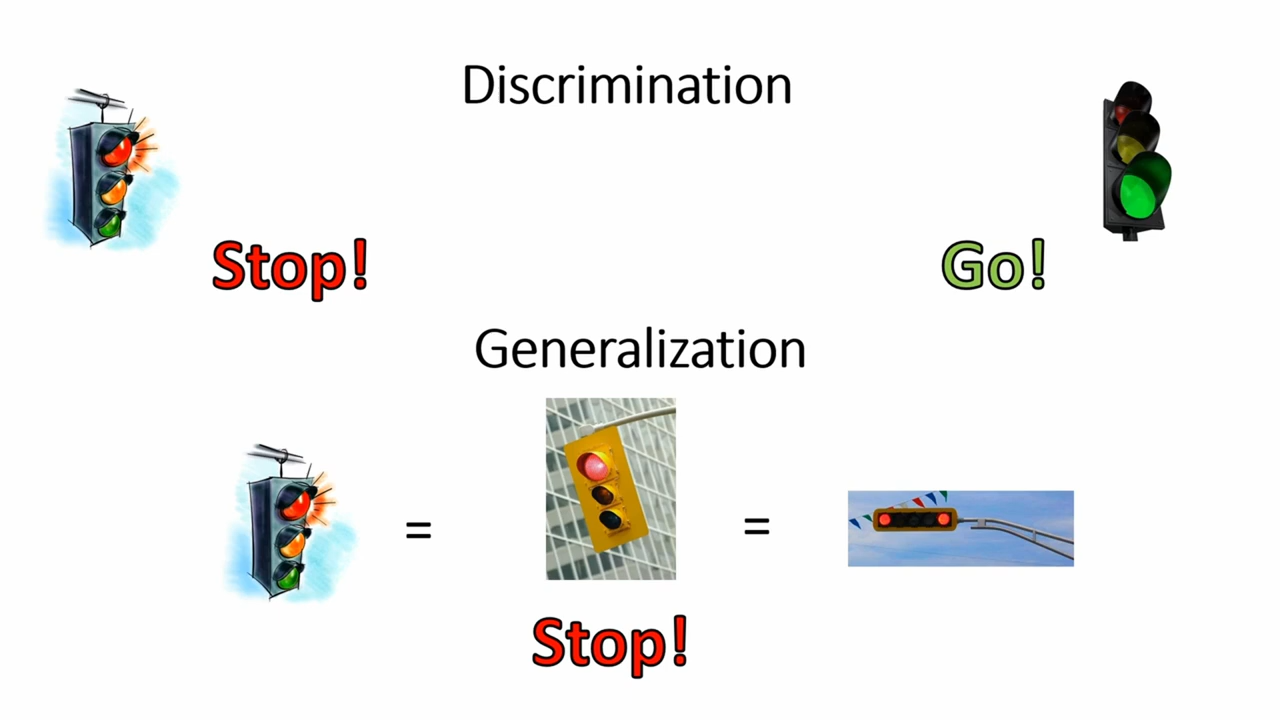 Discrimination
Stop!
Go!
Generalization
=
=
Stop!